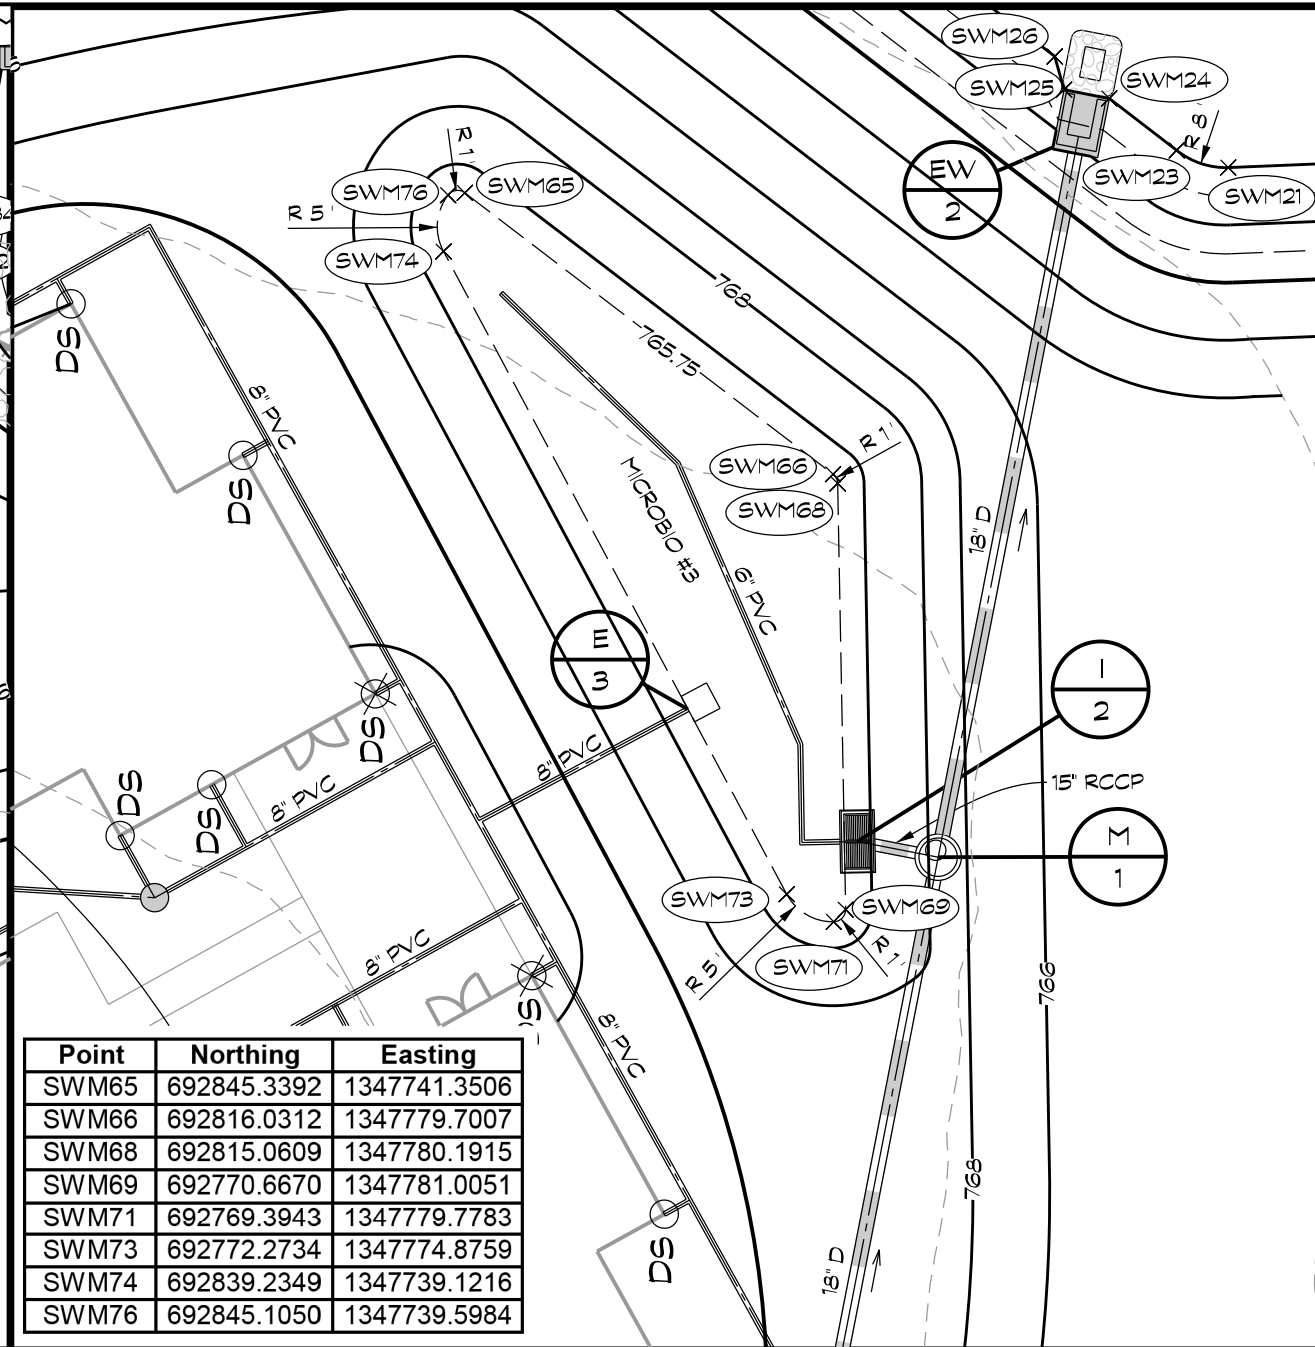 SWM26
SWM25
SWM24
R 8'
SWM23
SWM21
EW
2
R 1'
SWM76
SWM65
R 5'
SWM74
768
765.75
8" PVC
DS
DS
R 1'
SWM66
SWM68
MICROBIO #3
6" PVC
18" D
E
3
I
2
DS
8" PVC
DS
DS
8" PVC
15" RCCP
M
1
SWM73
SWM69
SWM71
R 5'
R 1'
8" PVC
DS
8" PVC
766
768
18" D
DS
Point Northing Easting
SWM65 692845.3392 1347741.3506
SWM66 692816.0312 1347779.7007
SWM68 692815.0609 1347780.1915
SWM69 692770.6670 1347781.0051
SWM71 692769.3943 1347779.7783
SWM73 692772.2734 1347774.8759
SWM74 692839.2349 1347739.1216
SWM76 692845.1050 1347739.5984